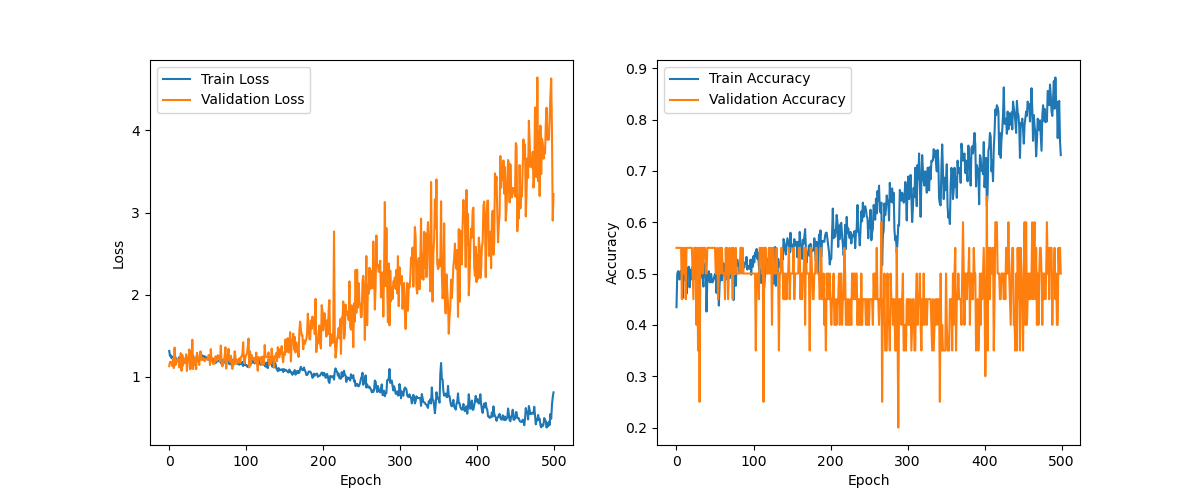 Train Loss
Validation Loss
4
3
2
1
Loss
0 100 200 300 400 500
Epoch
Train Accuracy
Validation Accuracy
0.9
0.8
0.7
0.6
0.5
0.4
0.3
0.2
Accuracy
0 100 200 300 400 500
Epoch